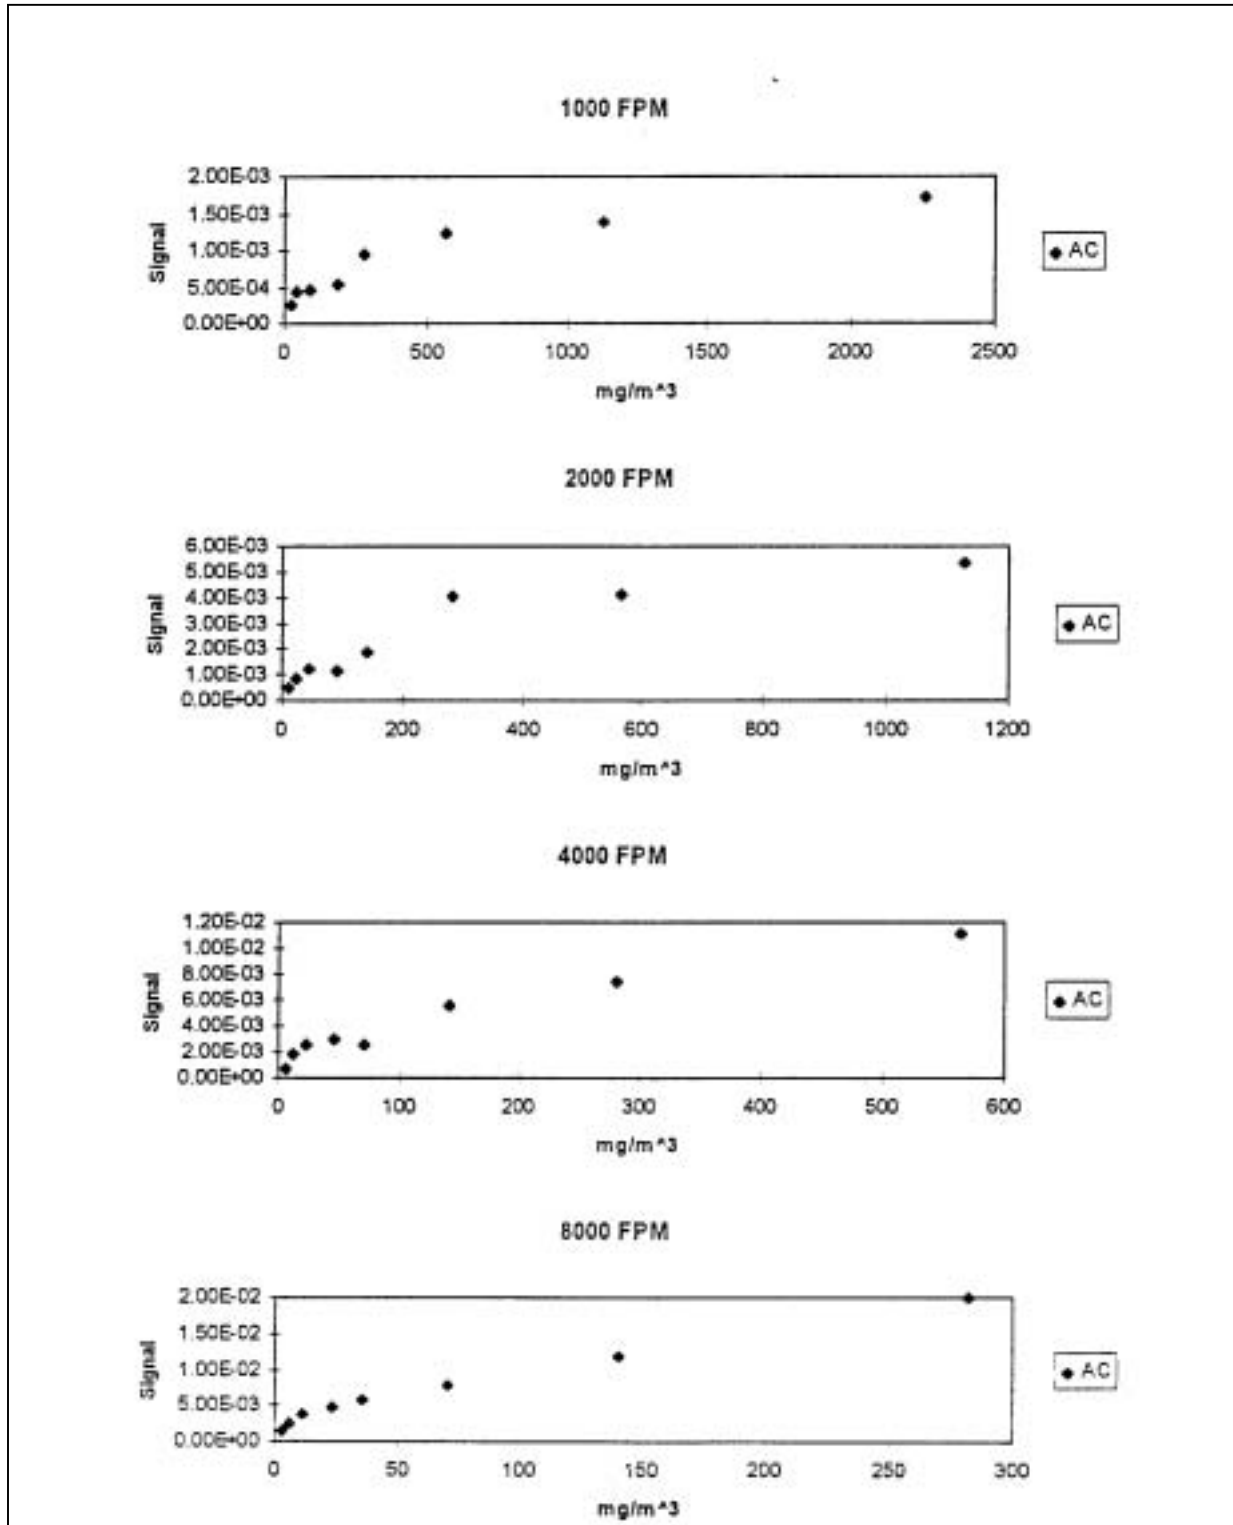 1000 FPM
2.00E-03
1.50E-03
1.00E-03
5.00E-04
0.00E+00
Signal
0 500 1000 1500 2000 2500
mg/m^3
AC
2000 FPM
6.00E-03
5.00E-03
4.00E-03
3.00E-03
2.00E-03
1.00E-03
0.00E+00
Signal
0 200 400 600 800 1000 1200
mg/m^3
AC
4000 FPM
1.20E-02
1.00E-02
8.00E-03
6.00E-03
4.00E-03
2.00E-03
0.00E+00
Signal
0 100 200 300 400 500 600
mg/m^3
AC
8000 FPM
2.00E-02
1.50E-02
1.00E-02
5.00E-03
0.00E+00
Signal
0 50 100 150 200 250 300
mg/m^3
AC